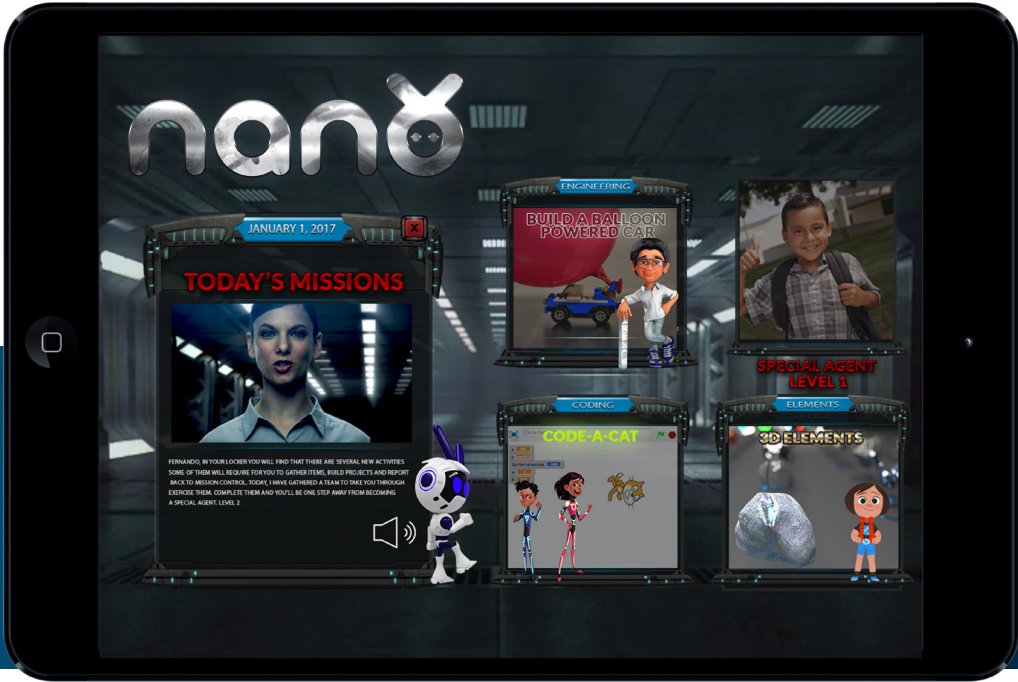 nano
JANUARY 1, 2017
X
TODAY'S MISSIONS
FERNANDO, IN YOUR LOCKER YOU WILL FIND THAT THERE ARE SEVERAL NEW ACTIVITIES
SOME OF THEM WILL REQUIRE FOR YOU TO GATHER ITEMS, BUILD PROJECTS AND REPORT
BACK TO MISSION CONTROL. TODAY, I HAVE GATHERED A TEAM TO TAKE YOU THROUGH
EXERCISE THEM. COMPLETE THEM AND YOU'LL BE ONE STEP AWAY FROM BECOMING
A SPECIAL AGENT. LEVEL 2
ENGINEERING
BUILD A BALLOON
POWERED CAR
SPECIAL AGENT
LEVEL 1
CODING
CODE-A-CAT
ELEMENTS
3D ELEMENTS